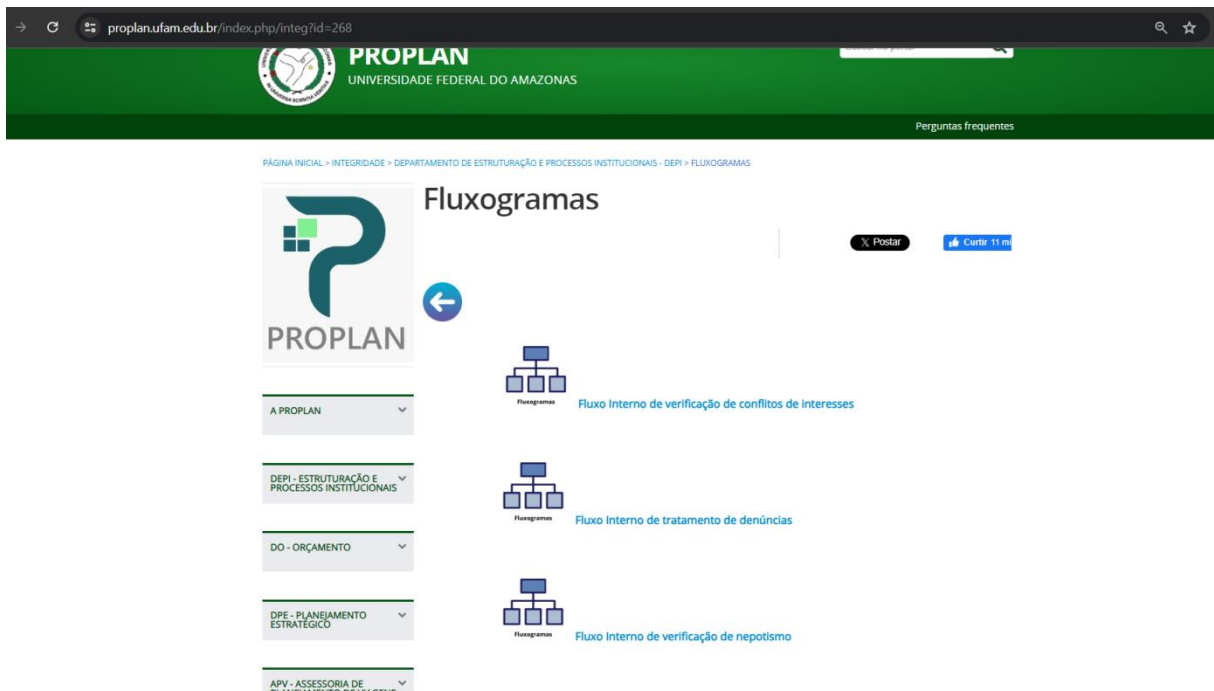 proplan.ufam.edu.br/index.php/integ?id=268
PROPLAN
UNIVERSIDADE FEDERAL DO AMAZONAS
Perguntas frequentes
PÁGINA INICIAL > INTEGRIDADE > DEPARTAMENTO DE ESTRUTURAÇÃO E PROCESSOS INSTITUCIONAIS - DEPI > FLUXOGRAMAS
Fluxogramas
Postar
Curtir 11 mi
PROPLAN
Fluxogramas
Fluxo Interno de verificação de conflitos de interesses
A PROPLAN
DEPI - ESTRUTURAÇÃO E
PROCESSOS INSTITUCIONAIS
Fluxogramas
Fluxo Interno de tratamento de denúncias
DO - ORÇAMENTO
DPE - PLANEJAMENTO
ESTRATÉGICO
Fluxogramas
Fluxo Interno de verificação de nepotismo
APV - ASSESSORIA DE